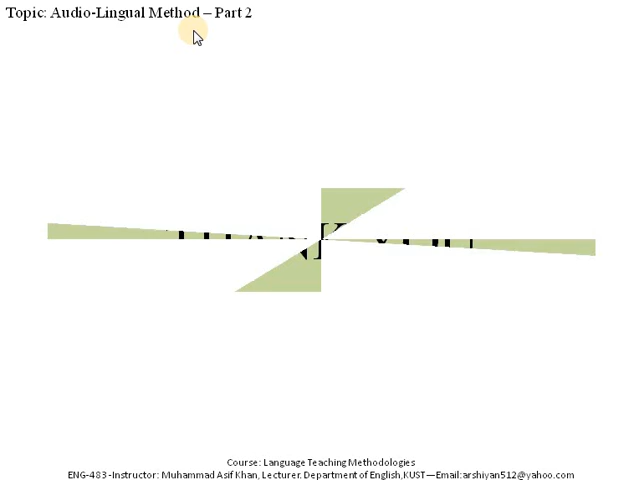 Topic: Audio-Lingual Method – Part 2
Course: Language Teaching Methodologies
ENG-483 -Instructor: Muhammad Asif Khan, Lecturer. Department of English,KUST—Email:arshiyan512@yahoo.com